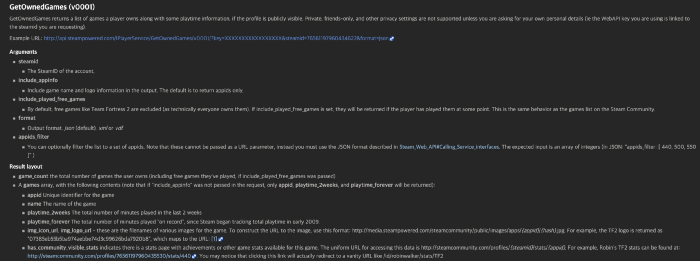 GetOwnedGames (v0001)
GetOwnedGames returns a list of games a player owns along with some playtime information, if the profile is publicly visible. Private, friends-only, and other privacy settings are not supported unless you are asking for your own personal details (ie the WebAPI key you are using is linked to
the steamid you are requesting).
Example URL: http://api.steampowered.com/IPlayerService/GetOwnedGames/v0001/?key=XXXXXXXXXXXXXXXXX&steamid=76561197960434622&format=json
Arguments
• steamid
• The SteamID of the account.
• include_appinfo
• Include game name and logo information in the output. The default is to return appids only.
• include_played_free_games
• By default, free games like Team Fortress 2 are excluded (as technically everyone owns them). If include_played_free_games is set, they will be returned if the player has played them at some point. This is the same behavior as the games list on the Steam Community.
• format
• Output format. json (default), xml or vdf.
• appids_filter
• You can optionally filter the list to a set of appids. Note that these cannot be passed as a URL parameter, instead you must use the JSON format described in Steam_Web_API#Calling_Service_interfaces. The expected input is an array of integers (in JSON: "appids_filter: [ 440, 500, 550
]" )
Result layout
• game_count the total number of games the user owns (including free games they've played, if include_played_free_games was passed)
• A games array, with the following contents (note that if "include_appinfo" was not passed in the request, only appid, playtime_2weeks, and playtime_forever will be returned):
• appid Unique identifier for the game
• name The name of the game
• playtime_2weeks The total number of minutes played in the last 2 weeks
• playtime_forever The total number of minutes played "on record", since Steam began tracking total playtime in early 2009.
• img_icon_url, img_logo_url - these are the filenames of various images for the game. To construct the URL to the image, use this format: http://media.steampowered.com/steamcommunity/public/images/apps/{appid}/{hash}.jpg. For example, the TF2 logo is returned as
which maps to the URL: [1]
• has_community_visible_stats indicates there is a stats page with achievements or other game stats available for this game. The uniform URL for accessing this data is http://steamcommunity.com/profiles/{steamid}/stats/{appid}. For example, Robin's TF2 stats can be found at:
http://steamcommunity.com/profiles/76561197960435530/stats/440 You may notice that clicking this link will actually redirect to a vanity URL like /id/robinwalker/stats/TF2